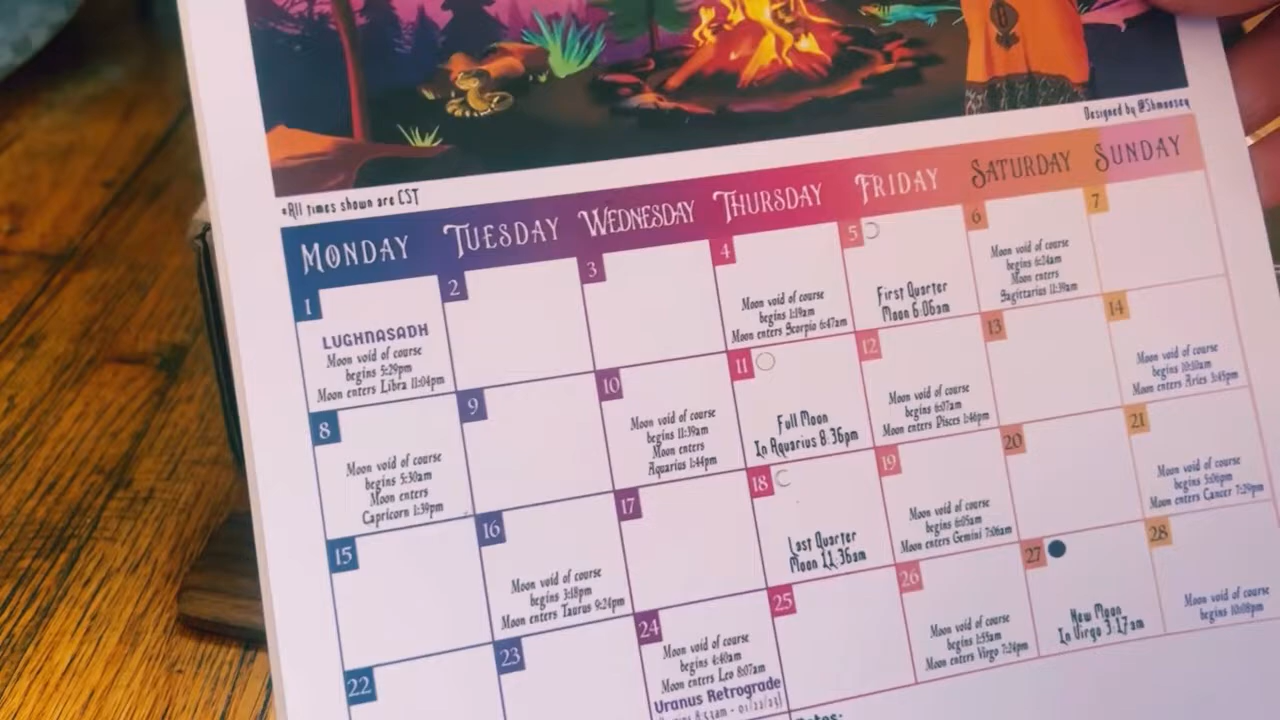 Designed by @Shmoosey
*All times shown are CST
MONDAY TUESDAY WEDNESDAY THURSDAY FRIDAY SATURDAY SUNDAY
1
LUGHNASADH
Moon void of course
begins 5:29pm
Moon enters Libra 11:04pm
2
3
4
Moon void of course
begins 1:19am
Moon enters Scorpio 6:47am
5
First Quarter
Moon 6:06am
6
Moon void of course
begins 6:24am
Moon enters
Sagittarius 11:39am
7
8
Moon void of course
begins 5:30am
Moon enters
Capricorn 1:39pm
9
10
Moon void of course
begins 11:39am
Moon enters
Aquarius 1:44pm
11
Full Moon
In Aquarius 8:36pm
12
Moon void of course
begins 6:07am
Moon enters Pisces 1:46pm
13
14
Moon void of course
begins 10:10am
Moon enters Aries 3:45pm
15
16
Moon void of course
begins 3:18pm
Moon enters Taurus 9:24pm
17
18
Last Quarter
Moon 11:36am
19
Moon void of course
begins 6:05am
Moon enters Gemini 7:06am
20
21
Moon void of course
begins 5:06pm
Moon enters Cancer 7:29pm
22
23
24
Moon void of course
begins 4:40am
Moon enters Leo 8:07am
Uranus Retrograde
25
26
Moon void of course
begins 1:55am
Moon enters Virgo 7:24pm
27
New Moon
In Virgo 3:17am
28
Moon void of course
begins 10:08pm
Notes: